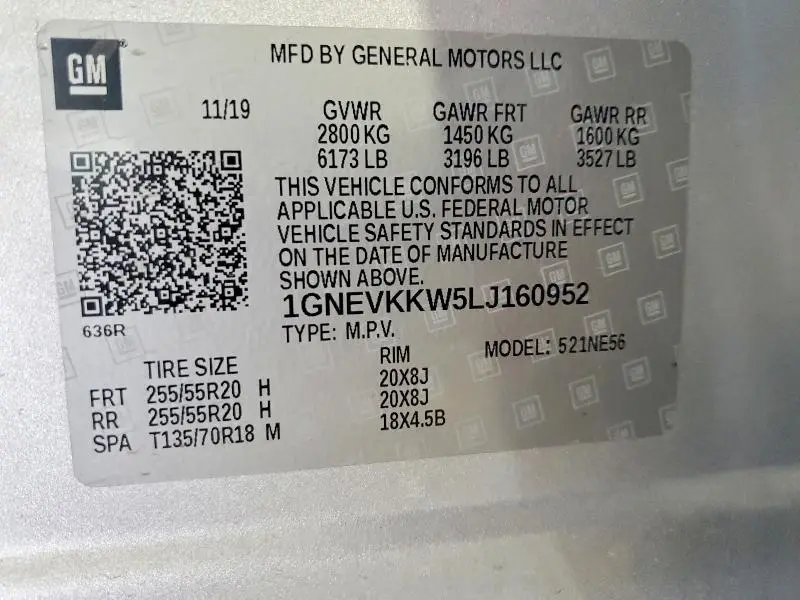 GM
MFD BY GENERAL MOTORS LLC
11/19 GVWR GAWR FRT GAWR RR
2800 KG 1450 KG 1600 KG
6173 LB 3196 LB 3527 LB
THIS VEHICLE CONFORMS TO ALL
APPLICABLE U.S. FEDERAL MOTOR
VEHICLE SAFETY STANDARDS IN EFFECT
ON THE DATE OF MANUFACTURE
SHOWN ABOVE.
1GNEVKKW5LJ160952
636R
TYPE: M.P.V. MODEL: 521NE56
TIRE SIZE RIM
FRT 255/55R20 H 20X8J
RR 255/55R20 H 20X8J
SPA T135/70R18 M 18X4.5B